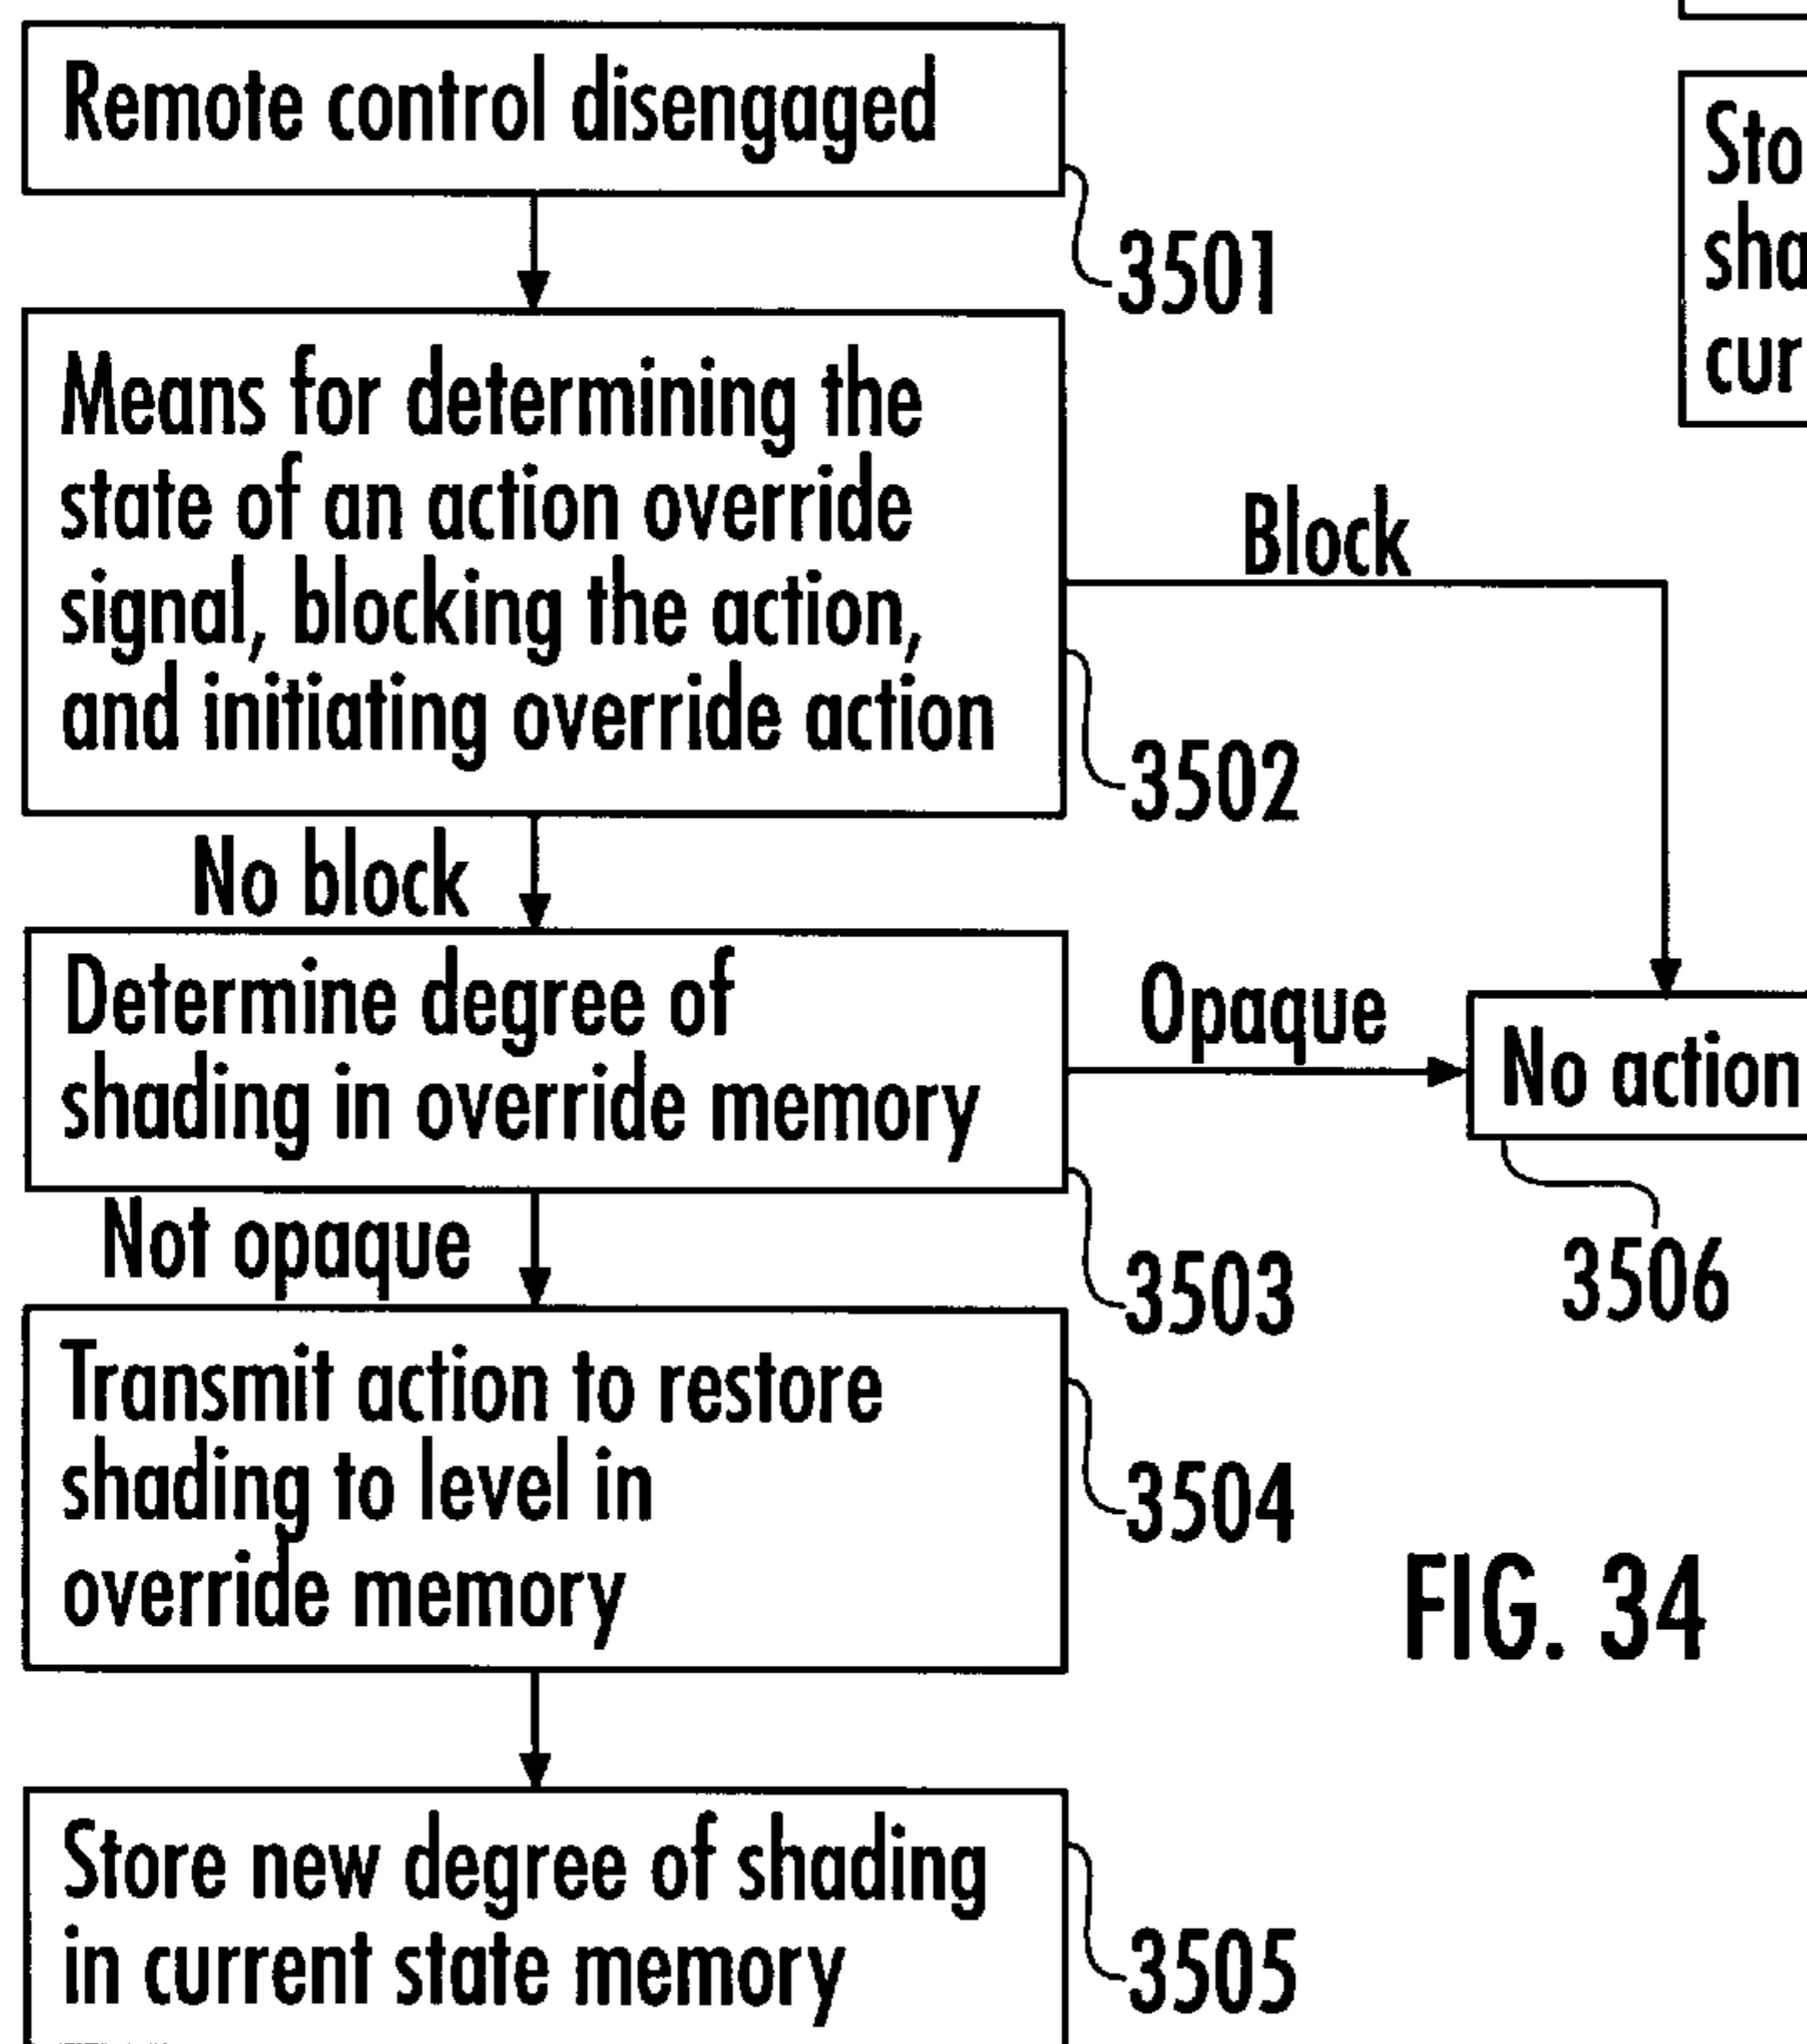 Remote control disengaged
3501
Means for determining the
state of an action override
signal, blocking the action,
and initiating override action
3502
Block
No block
Determine degree of
shading in override memory
3503
Opaque
No action
3506
Not opaque
Transmit action to restore
shading to level in
override memory
3504
Store new degree of shading
in current state memory
3505
FIG. 34